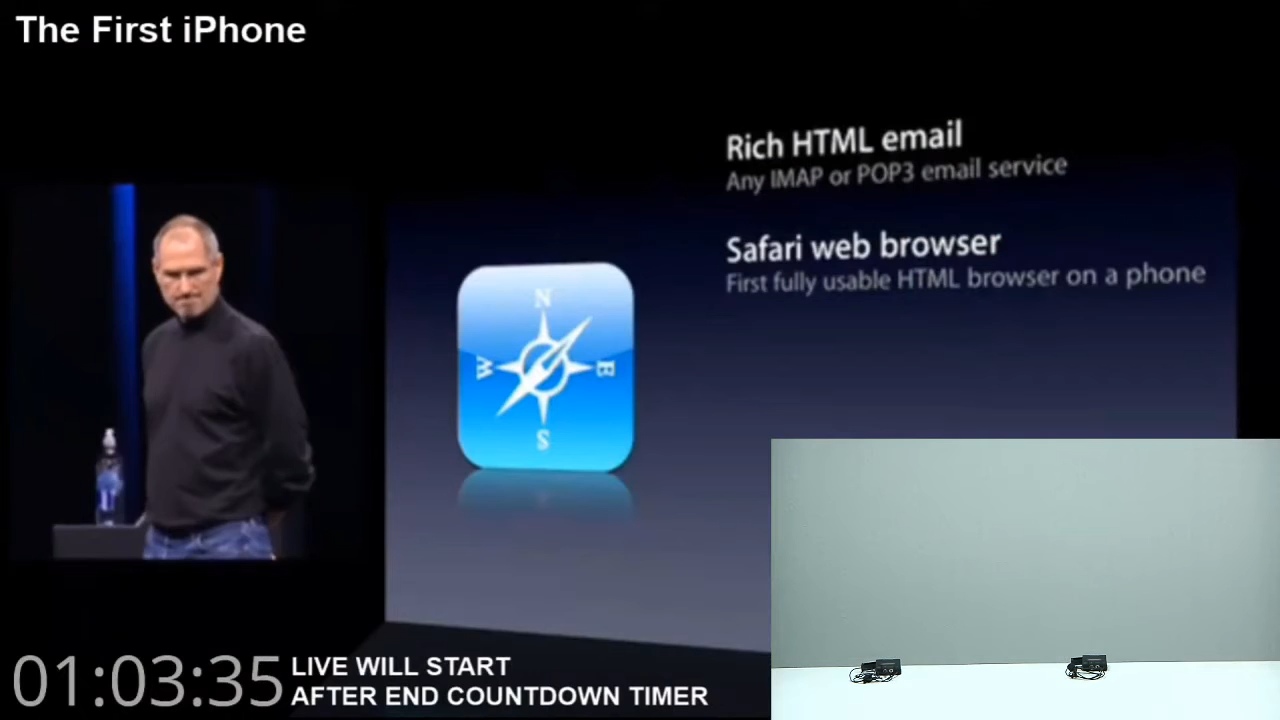 The First iPhone
Rich HTML email
Any IMAP or POP3 email service
Safari web browser
First fully usable HTML browser on a phone
N
W
E
S
01:03:35
LIVE WILL START
AFTER END COUNTDOWN TIMER